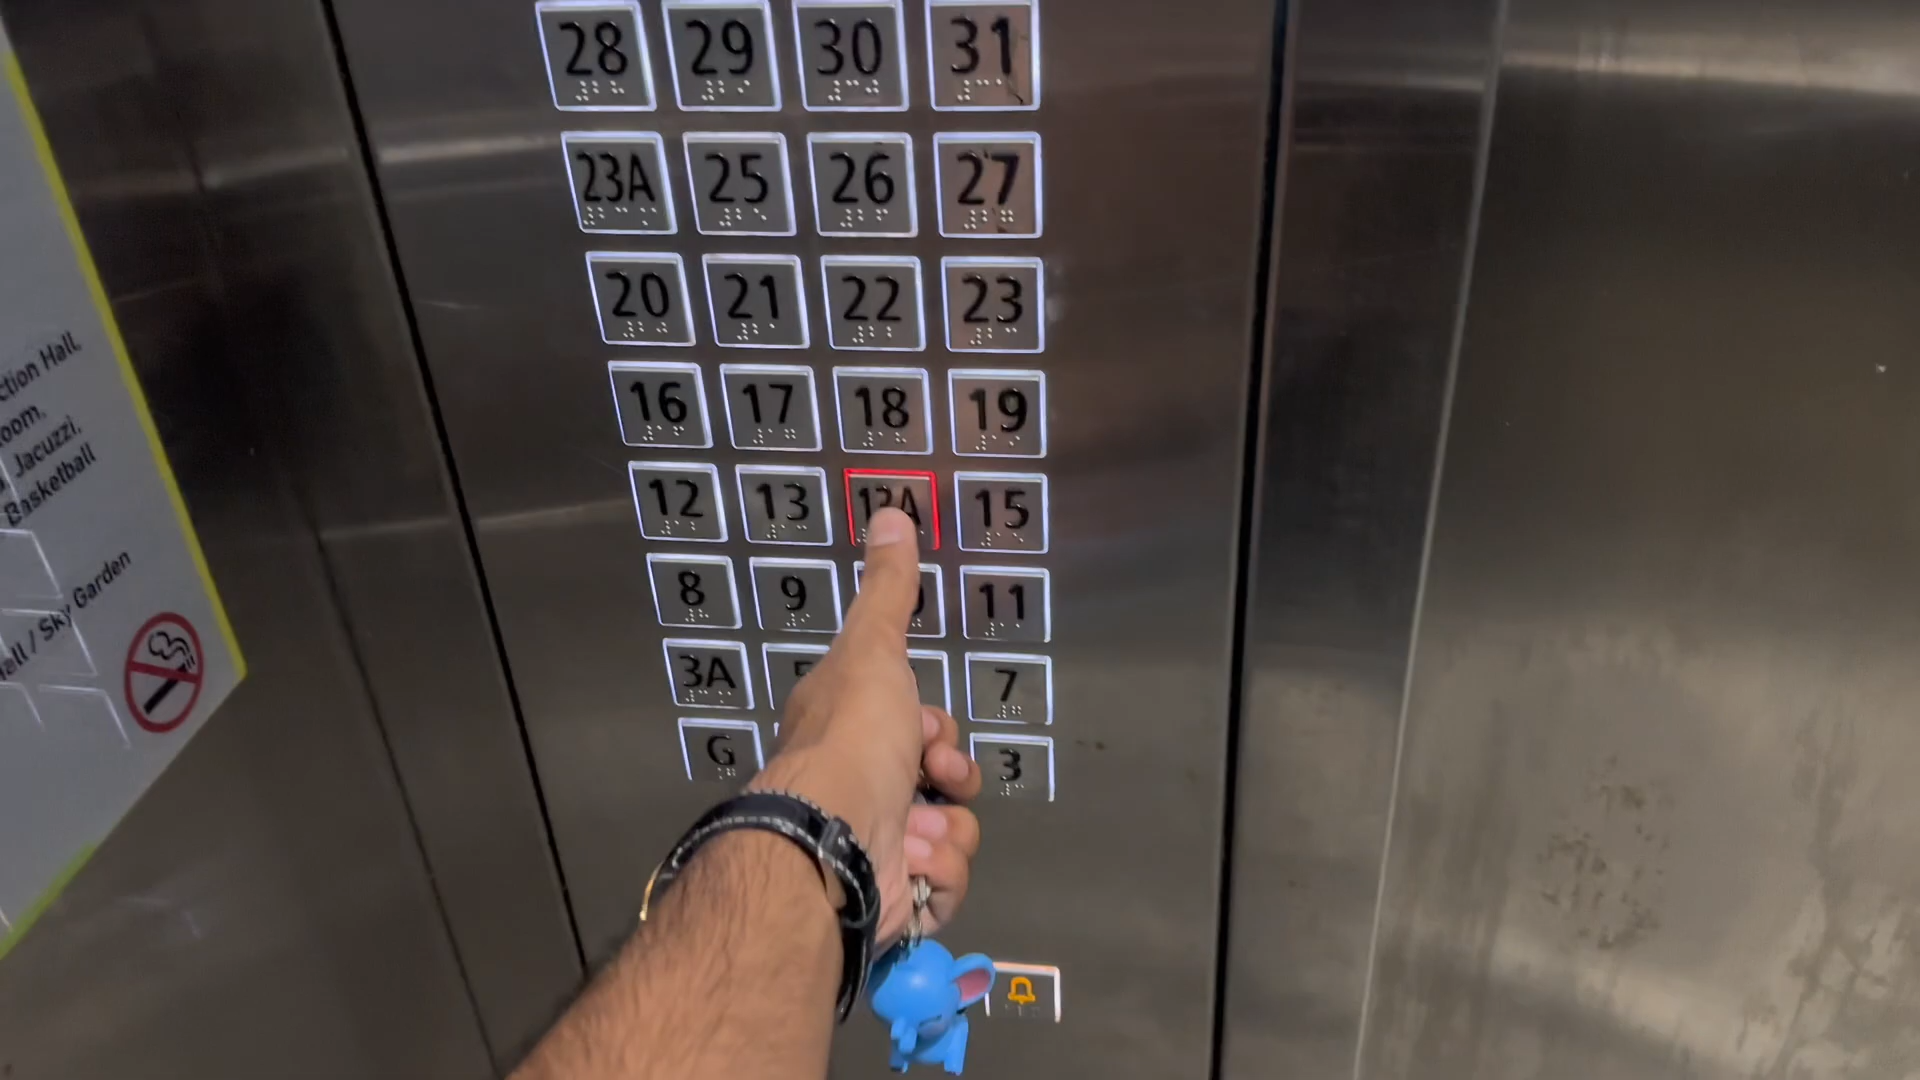 28 29 30 31
23A 25 26 27
20 21 22 23
16 17 18 19
12 13 13A 15
8 9 11
3A 7
G 3
ction Hall,
oom,
Jacuzzi,
Basketball
Hall / Sky Garden